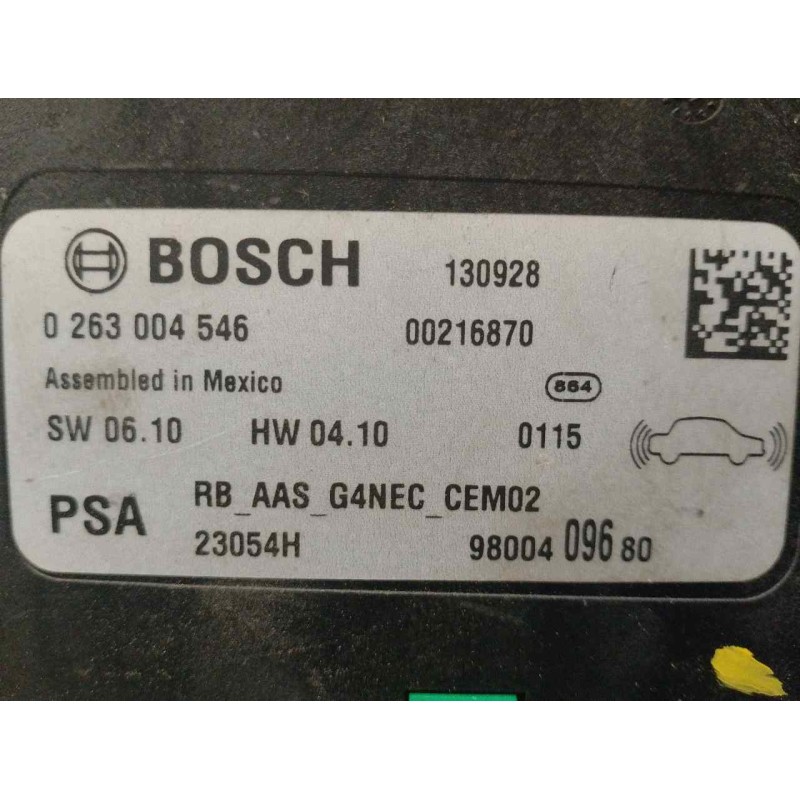 BOSCH 130928
0 263 004 546 00216870
Assembled in Mexico 864
SW 06.10 HW 04.10 0115
PSA RB_AAS_G4NEC_CEM02
23054H 98004 096 80